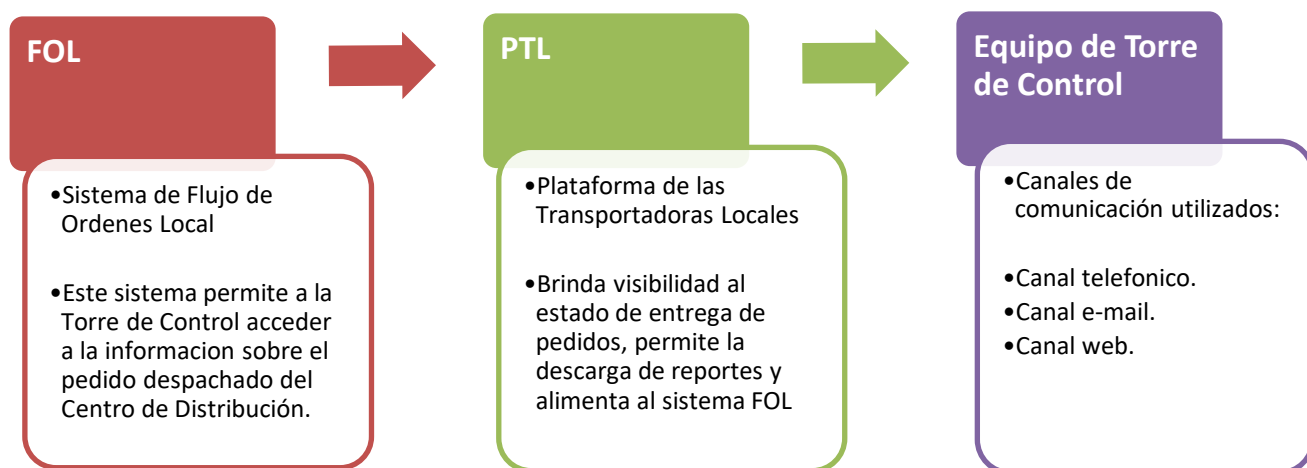 FOL
•Sistema de Flujo de
Ordenes Local
•Este sistema permite a la
Torre de Control acceder
a la informacion sobre el
pedido despachado del
Centro de Distribución.
PTL
•Plataforma de las
Transportadoras Locales
•Brinda visibilidad al
estado de entrega de
pedidos, permite la
descarga de reportes y
alimenta al sistema FOL
Equipo de Torre
de Control
•Canales de
comunicación utilizados:
•Canal telefonico.
•Canal e-mail.
•Canal web.